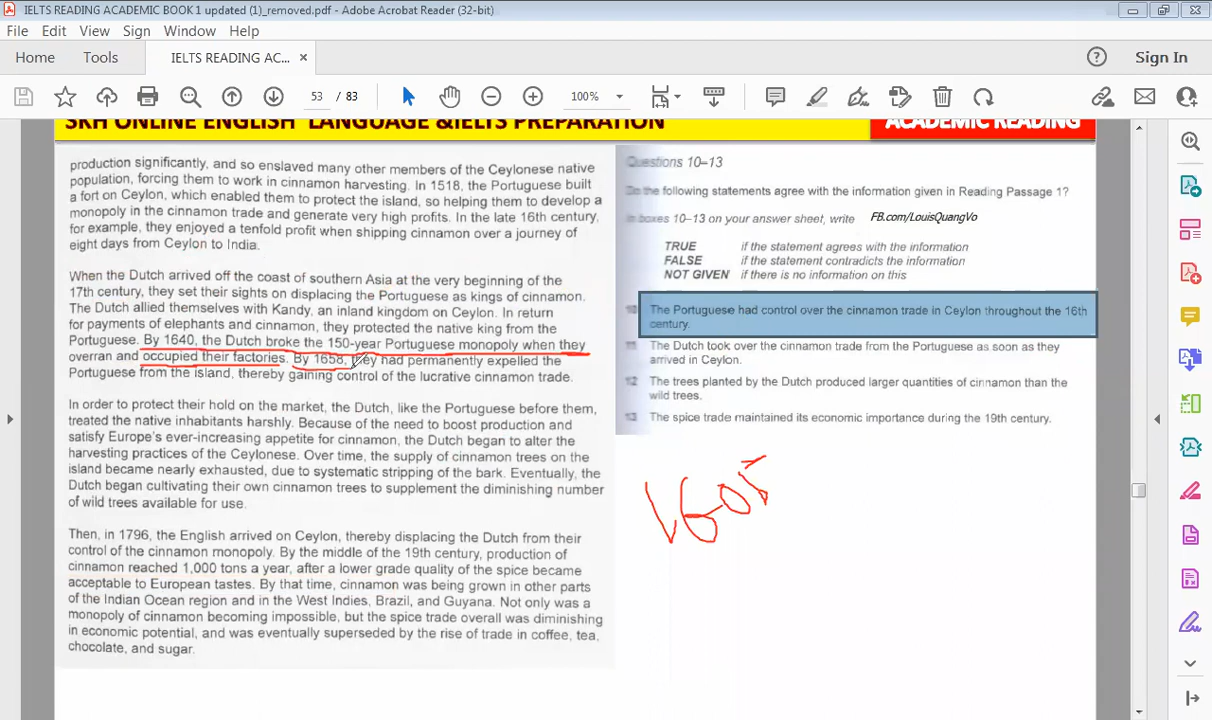 IELTS READING ACADEMIC BOOK 1 updated (1)_removed.pdf - Adobe Acrobat Reader (32-bit)
File Edit View Sign Window Help
Home Tools IELTS READING AC... × Sign In
53 / 83 100%
SKH ONLINE ENGLISH LANGUAGE &IELTS PREPARATION
ACADEMIC READING
production significantly, and so enslaved many other members of the Ceylonese native
population, forcing them to work in cinnamon harvesting. In 1518, the Portuguese built
a fort on Ceylon, which enabled them to protect the island, so helping them to develop a
monopoly in the cinnamon trade and generate very high profits. In the late 16th century,
for example, they enjoyed a tenfold profit when shipping cinnamon over a journey of
eight days from Ceylon to India.
When the Dutch arrived off the coast of southern Asia at the very beginning of the
17th century, they set their sights on displacing the Portuguese as kings of cinnamon.
The Dutch allied themselves with Kandy, an inland kingdom on Ceylon. In return
for payments of elephants and cinnamon, they protected the native king from the
Portuguese. By 1640, the Dutch broke the 150-year Portuguese monopoly when they
overran and occupied their factories. By 1658, they had permanently expelled the
Portuguese from the island, thereby gaining control of the lucrative cinnamon trade.
In order to protect their hold on the market, the Dutch, like the Portuguese before them,
treated the native inhabitants harshly. Because of the need to boost production and
satisfy Europe's ever-increasing appetite for cinnamon, the Dutch began to alter the
harvesting practices of the Ceylonese. Over time, the supply of cinnamon trees on the
island became nearly exhausted, due to systematic stripping of the bark. Eventually, the
Dutch began cultivating their own cinnamon trees to supplement the diminishing number
of wild trees available for use.
Then, in 1796, the English arrived on Ceylon, thereby displacing the Dutch from their
control of the cinnamon monopoly. By the middle of the 19th century, production of
cinnamon reached 1,000 tons a year, after a lower grade quality of the spice became
acceptable to European tastes. By that time, cinnamon was being grown in other parts
of the Indian Ocean region and in the West Indies, Brazil, and Guyana. Not only was a
monopoly of cinnamon becoming impossible, but the spice trade overall was diminishing
in economic potential, and was eventually superseded by the rise of trade in coffee, tea,
chocolate, and sugar.
Questions 10–13
Do the following statements agree with the information given in Reading Passage 1?
In boxes 10–13 on your answer sheet, write FB.com/LouisQuangVo
TRUE if the statement agrees with the information
FALSE if the statement contradicts the information
NOT GIVEN if there is no information on this
10 The Portuguese had control over the cinnamon trade in Ceylon throughout the 16th
century.
11 The Dutch took over the cinnamon trade from the Portuguese as soon as they
arrived in Ceylon.
12 The trees planted by the Dutch produced larger quantities of cinnamon than the
wild trees.
13 The spice trade maintained its economic importance during the 19th century.
1605